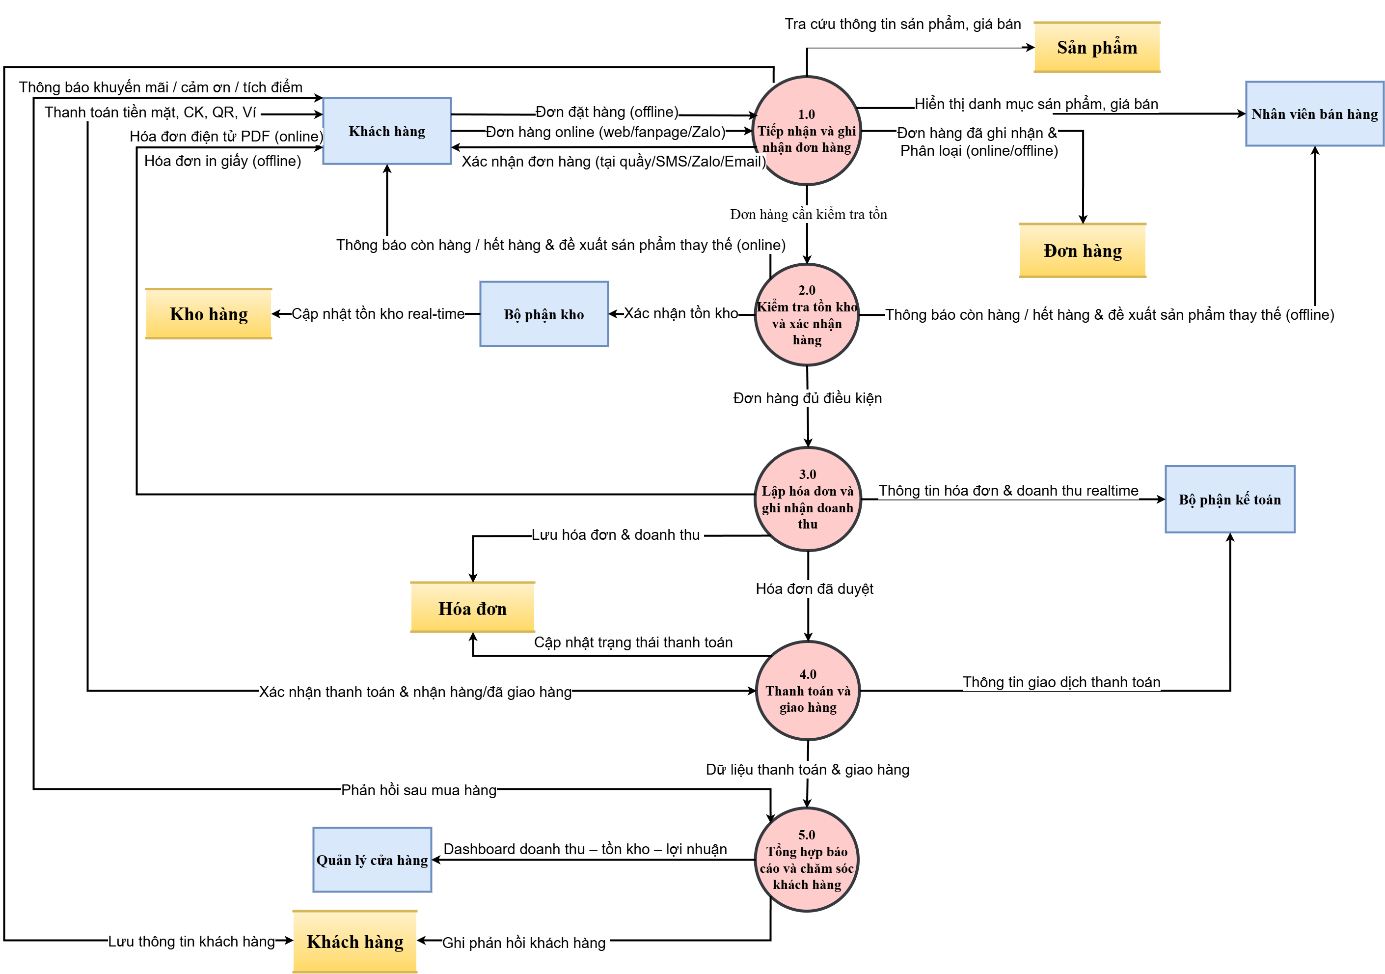 Tra cứu thông tin sản phẩm, giá bán
Sản phẩm
Thông báo khuyến mãi / cảm ơn / tích điểm
Thanh toán tiền mặt, CK, QR, Ví
Hóa đơn điện tử PDF (online)
Hóa đơn in giấy (offline)
Khách hàng
Đơn đặt hàng (offline)
Đơn hàng online (web/fanpage/Zalo)
Xác nhận đơn hàng (tại quầy/SMS/Zalo/Email)
1.0
Tiếp nhận và ghi
nhận đơn hàng
Hiển thị danh mục sản phẩm, giá bán
Đơn hàng đã ghi nhận &
Phân loại (online/offline)
Nhân viên bán hàng
Đơn hàng cần kiểm tra tồn
Đơn hàng
Thông báo còn hàng / hết hàng & đề xuất sản phẩm thay thế (online)
Kho hàng
Cập nhật tồn kho real-time
Bộ phận kho
Xác nhận tồn kho
2.0
Kiểm tra tồn kho
và xác nhận
hàng
Thông báo còn hàng / hết hàng & đề xuất sản phẩm thay thế (offline)
Đơn hàng đủ điều kiện
3.0
Lập hóa đơn và
ghi nhận doanh
thu
Thông tin hóa đơn & doanh thu realtime
Bộ phận kế toán
Lưu hóa đơn & doanh thu
Hóa đơn đã duyệt
Hóa đơn
Cập nhật trạng thái thanh toán
4.0
Thanh toán và
giao hàng
Xác nhận thanh toán & nhận hàng/đã giao hàng
Thông tin giao dịch thanh toán
Dữ liệu thanh toán & giao hàng
Phản hồi sau mua hàng
Quản lý cửa hàng
Dashboard doanh thu – tồn kho – lợi nhuận
5.0
Tổng hợp báo
cáo và chăm sóc
khách hàng
Lưu thông tin khách hàng
Khách hàng
Ghi phản hồi khách hàng